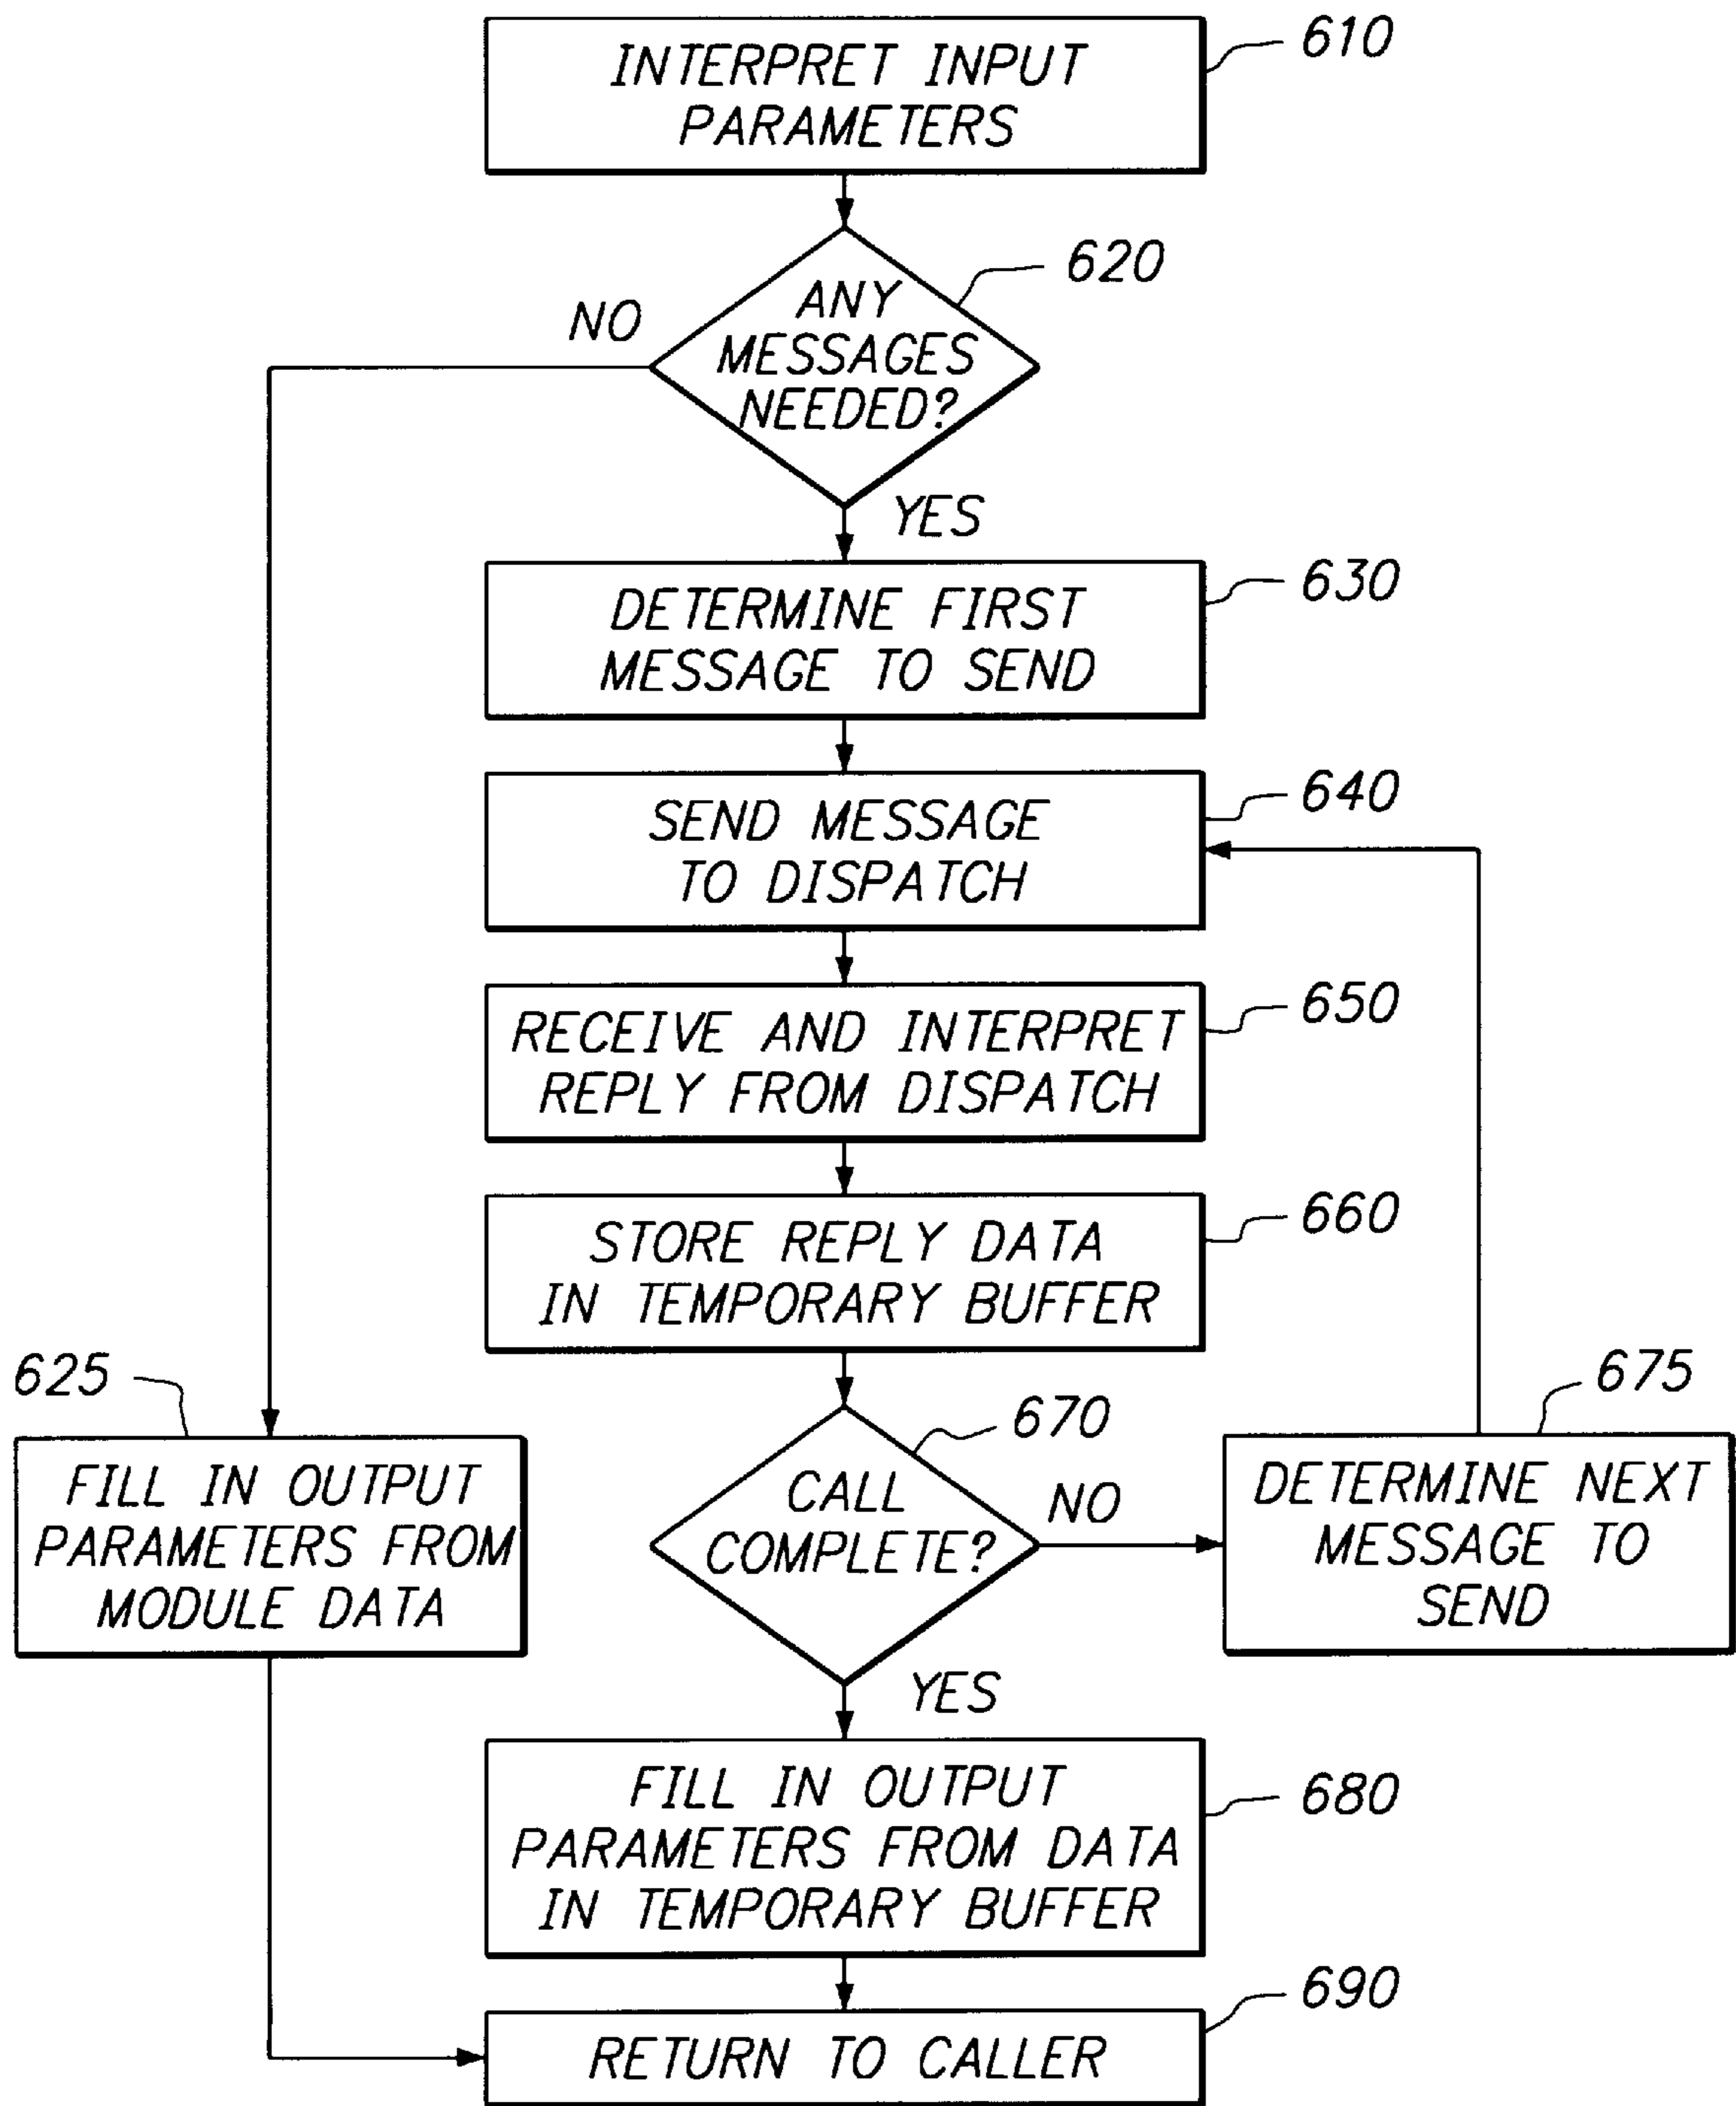 INTERPRET INPUT
PARAMETERS
610
ANY
MESSAGES
NEEDED?
620
NO
YES
DETERMINE FIRST
MESSAGE TO SEND
630
SEND MESSAGE
TO DISPATCH
640
RECEIVE AND INTERPRET
REPLY FROM DISPATCH
650
STORE REPLY DATA
IN TEMPORARY BUFFER
660
625
FILL IN OUTPUT
PARAMETERS FROM
MODULE DATA
670
CALL
COMPLETE?
NO
YES
675
DETERMINE NEXT
MESSAGE TO
SEND
FILL IN OUTPUT
PARAMETERS FROM DATA
IN TEMPORARY BUFFER
680
RETURN TO CALLER
690